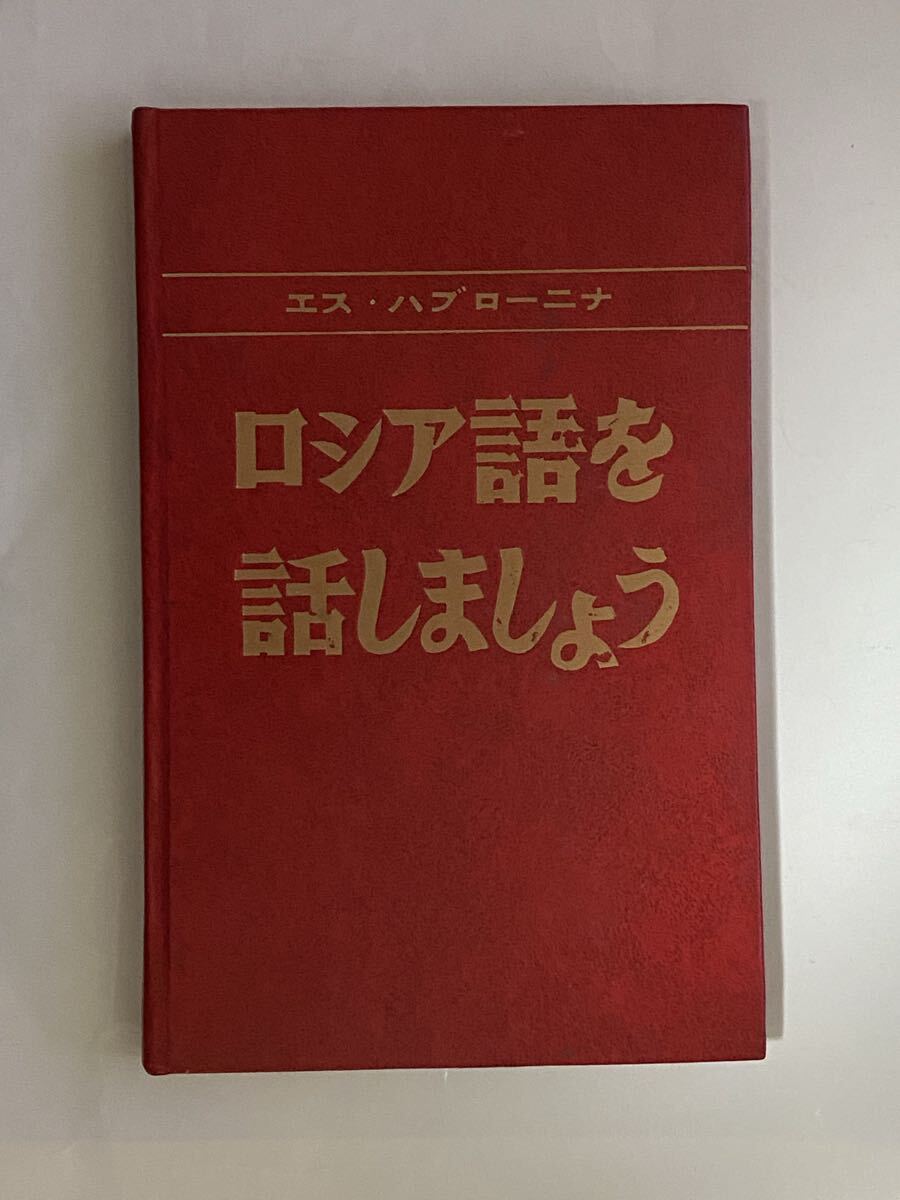 エス・ハブローニナ
ロシア語を
話しましょう